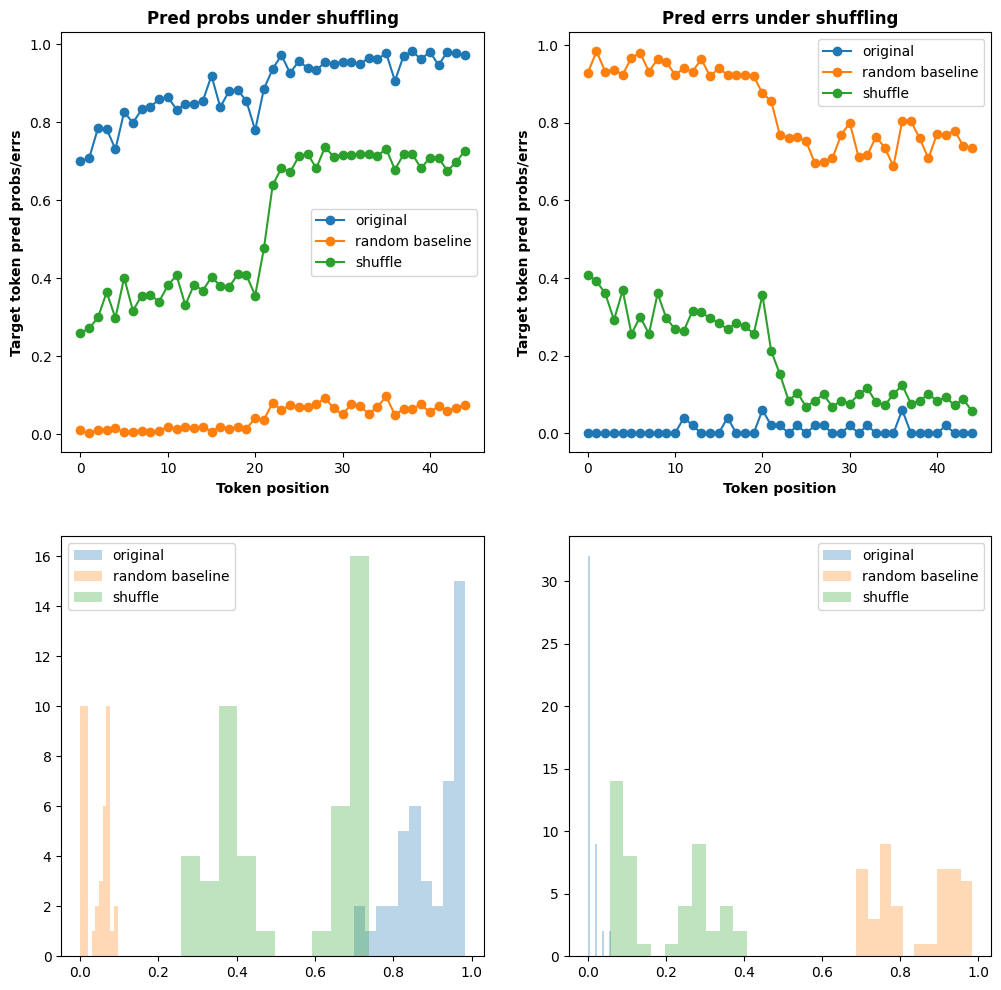 Pred probs under shuffling
Target token pred probs/errs
1.0
0.8
0.6
0.4
0.2
0.0
original
random baseline
shuffle
0 10 20 30 40
Token position
Pred errs under shuffling
Target token pred probs/errs
1.0
0.8
0.6
0.4
0.2
0.0
original
random baseline
shuffle
0 10 20 30 40
Token position
16
14
12
10
8
6
4
2
0
original
random baseline
shuffle
0.0 0.2 0.4 0.6 0.8 1.0
30
25
20
15
10
5
0
original
random baseline
shuffle
0.0 0.2 0.4 0.6 0.8 1.0